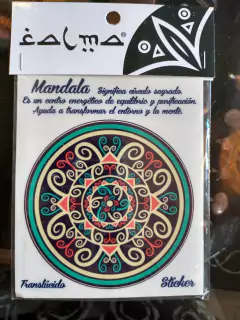 calma
Mandala Significa círculo sagrado.
Es un centro energético de equilibrio y purificación.
Ayuda a transformar el entorno y la mente.
Translúcido
Sticker